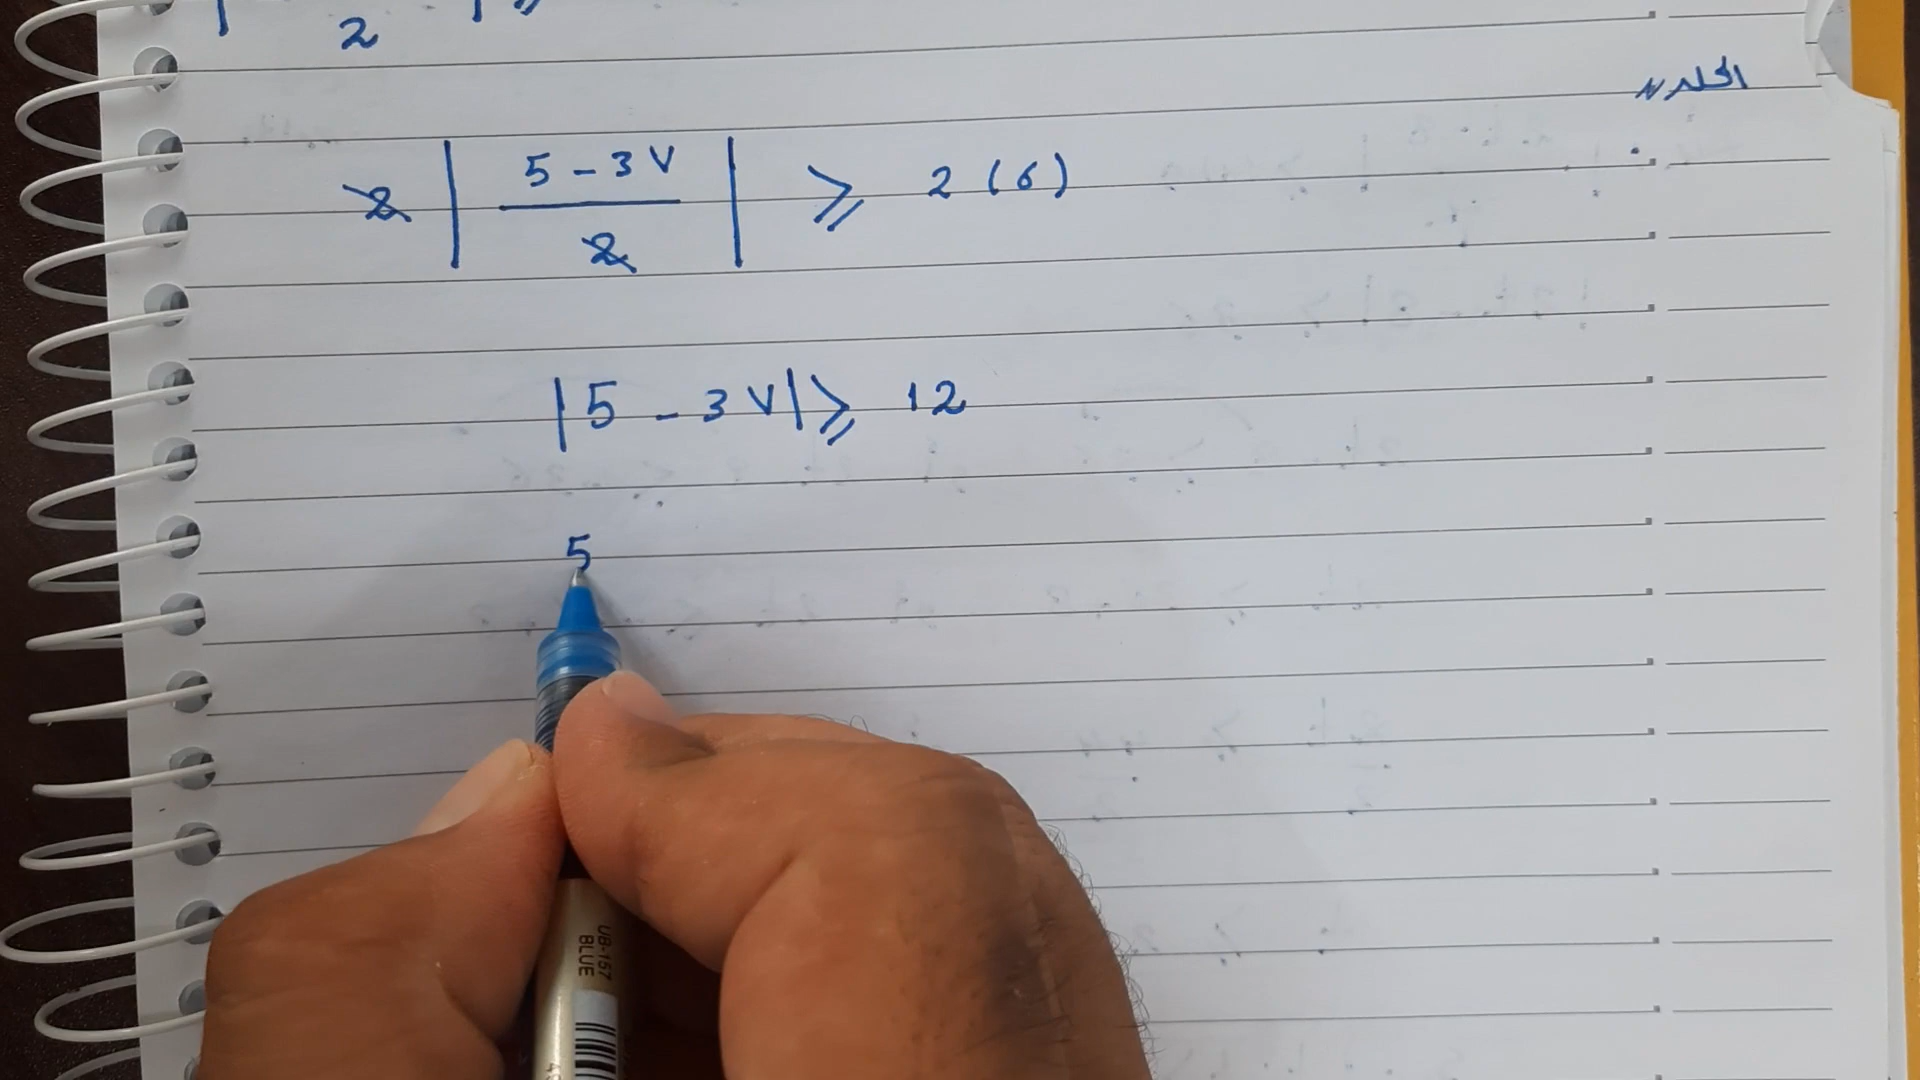 2
الحل //
2 | 5 - 3V / 2 | ⩾ 2 (6)
|5 - 3V| ⩾ 12
5
UB-157
BLUE